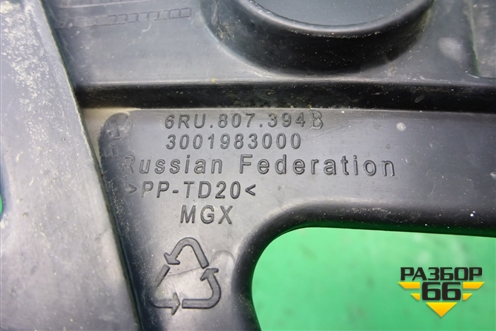 6RU.807.394B
3001983000
Russian Federation
>PP-TD20<
MGX
РАЗБОР
66